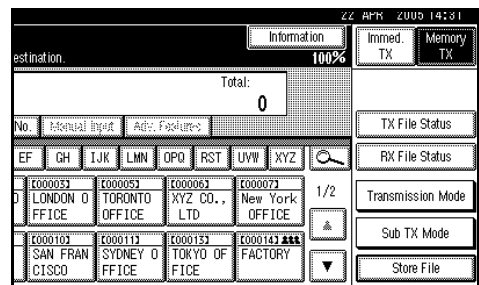 22 APR 2005 14:31
Information
Immed. TX
Memory TX
estination.
100%
Total:
0
No.
Manual Input
Adv. Features
TX File Status
EF GH IJK LMN OPQ RST UVW XYZ
RX File Status
[00003] LONDON O FFICE
[00005] TORONTO OFFICE
[00006] XYZ CO., LTD
[00007] New York OFFICE
1/2
Transmission Mode
[00010] SAN FRAN CISCO
[00011] SYDNEY O FFICE
[00013] TOKYO OF FICE
[00014] FACTORY
Sub TX Mode
Store File